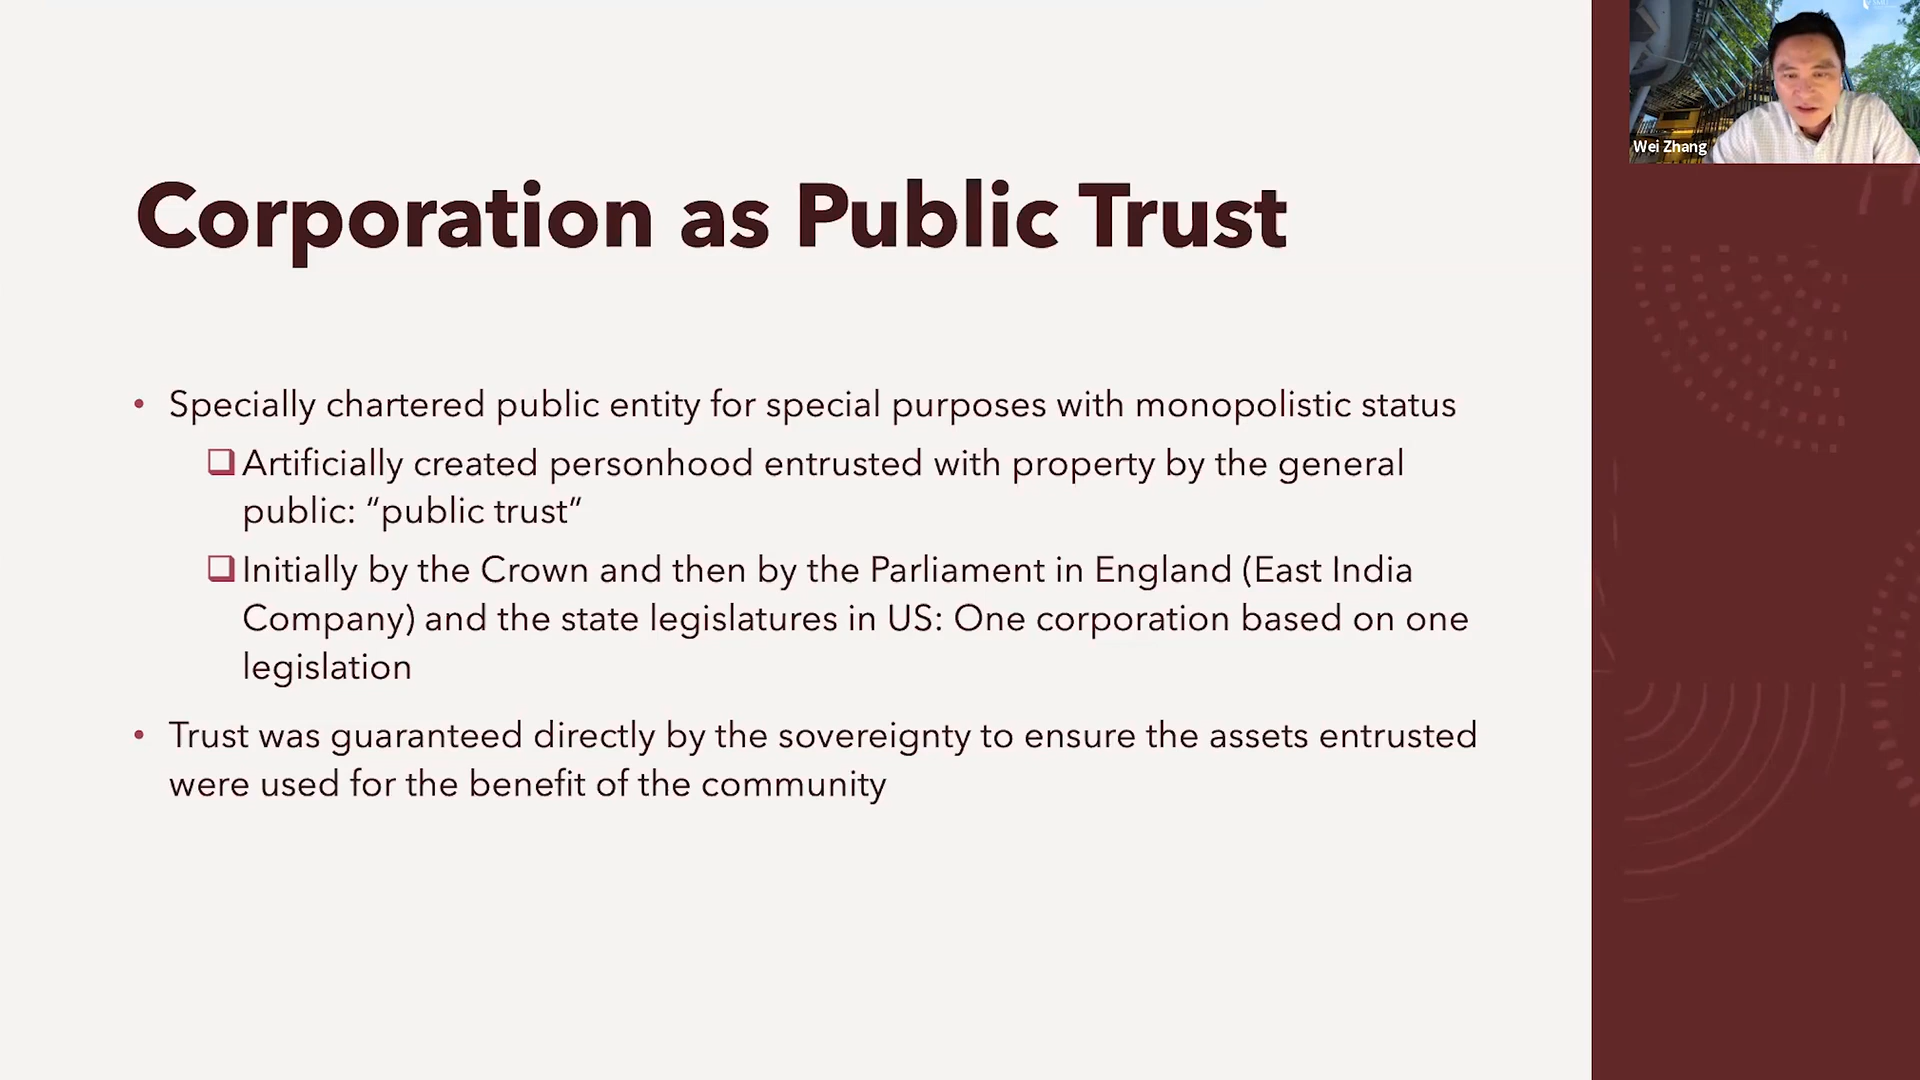 Wei Zhang
Corporation as Public Trust
• Specially chartered public entity for special purposes with monopolistic status
❑ Artificially created personhood entrusted with property by the general
public: “public trust”
❑ Initially by the Crown and then by the Parliament in England (East India
Company) and the state legislatures in US: One corporation based on one
legislation
• Trust was guaranteed directly by the sovereignty to ensure the assets entrusted
were used for the benefit of the community